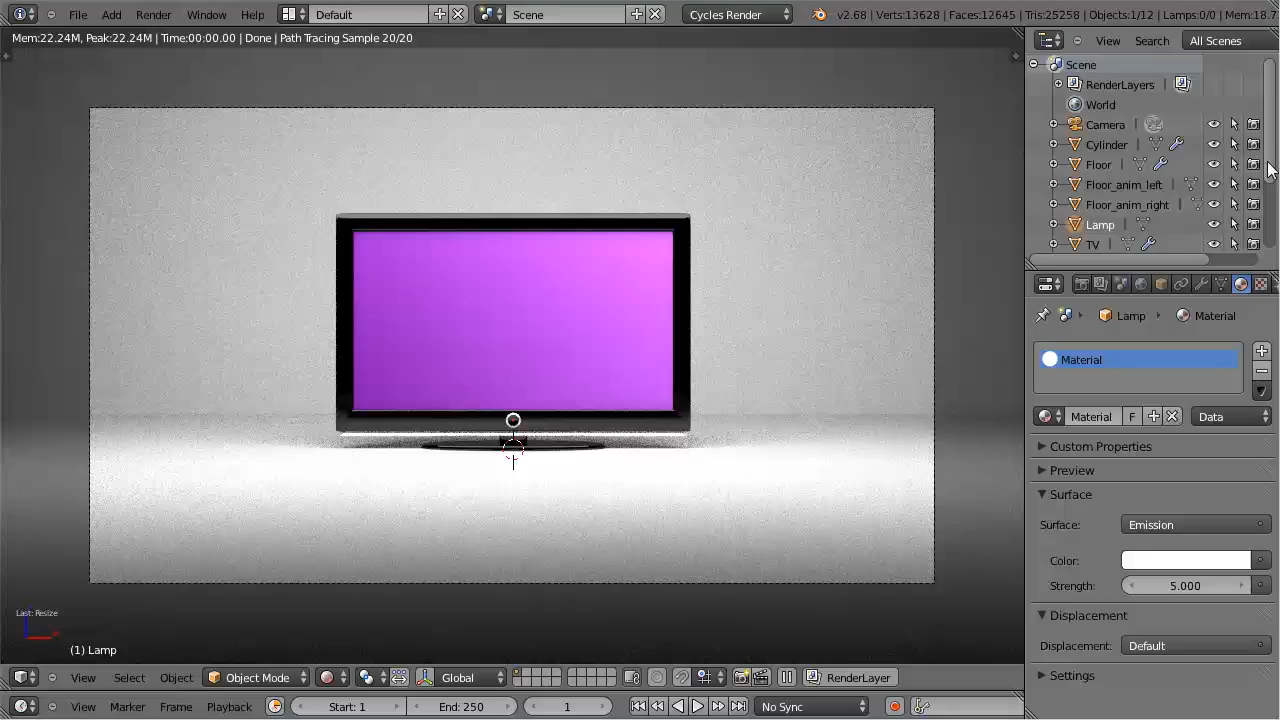 File Add Render Window Help Default Scene Cycles Render v2.68 | Verts:13628 | Faces:12645 | Tris:25258 | Objects:1/12 | Lamps:0/0 | Mem:18.7
Mem:22.24M, Peak:22.24M | Time:00:00.00 | Done | Path Tracing Sample 20/20
View Search All Scenes
Scene
RenderLayers
World
Camera
Cylinder
Floor
Floor_anim_left
Floor_anim_right
Lamp
TV
Lamp Material
Material
Material F Data
Custom Properties
Preview
Surface
Surface: Emission
Color:
Strength: 5.000
Displacement
Displacement: Default
Settings
Last: Resize
(1) Lamp
View Select Object Object Mode Global RenderLayer
View Marker Frame Playback Start: 1 End: 250 1 No Sync